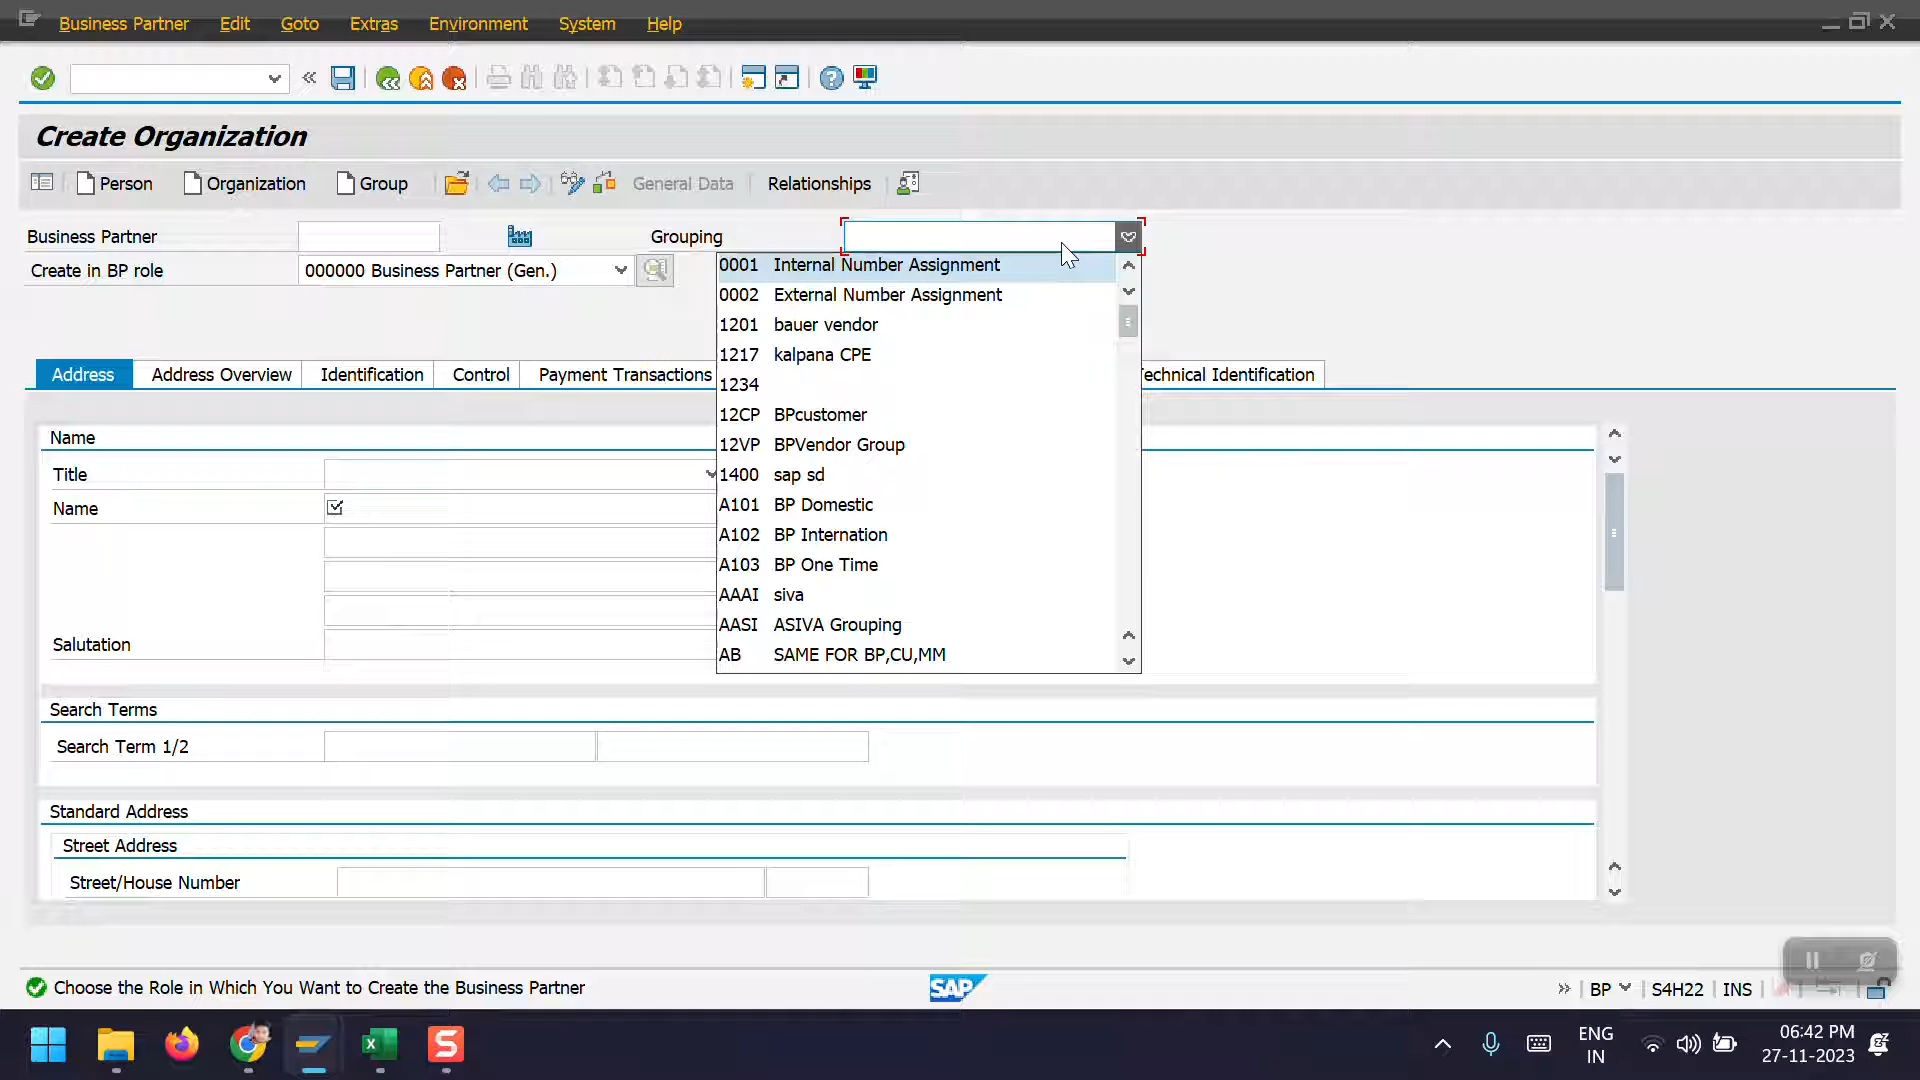 Business Partner Edit Goto Extras Environment System Help
Create Organization
Person Organization Group General Data Relationships
Business Partner Grouping
Create in BP role 000000 Business Partner (Gen.)
0001 Internal Number Assignment
0002 External Number Assignment
1201 bauer vendor
1217 kalpana CPE
1234
12CP BPcustomer
12VP BPVendor Group
1400 sap sd
A101 BP Domestic
A102 BP Internation
A103 BP One Time
AAAI siva
AASI ASIVA Grouping
AB SAME FOR BP,CU,MM
Address Address Overview Identification Control Payment Transactions Technical Identification
Name
Title
Name
Salutation
Search Terms
Search Term 1/2
Standard Address
Street Address
Street/House Number
Choose the Role in Which You Want to Create the Business Partner
SAP
BP S4H22 INS
ENG
IN
06:42 PM
27-11-2023